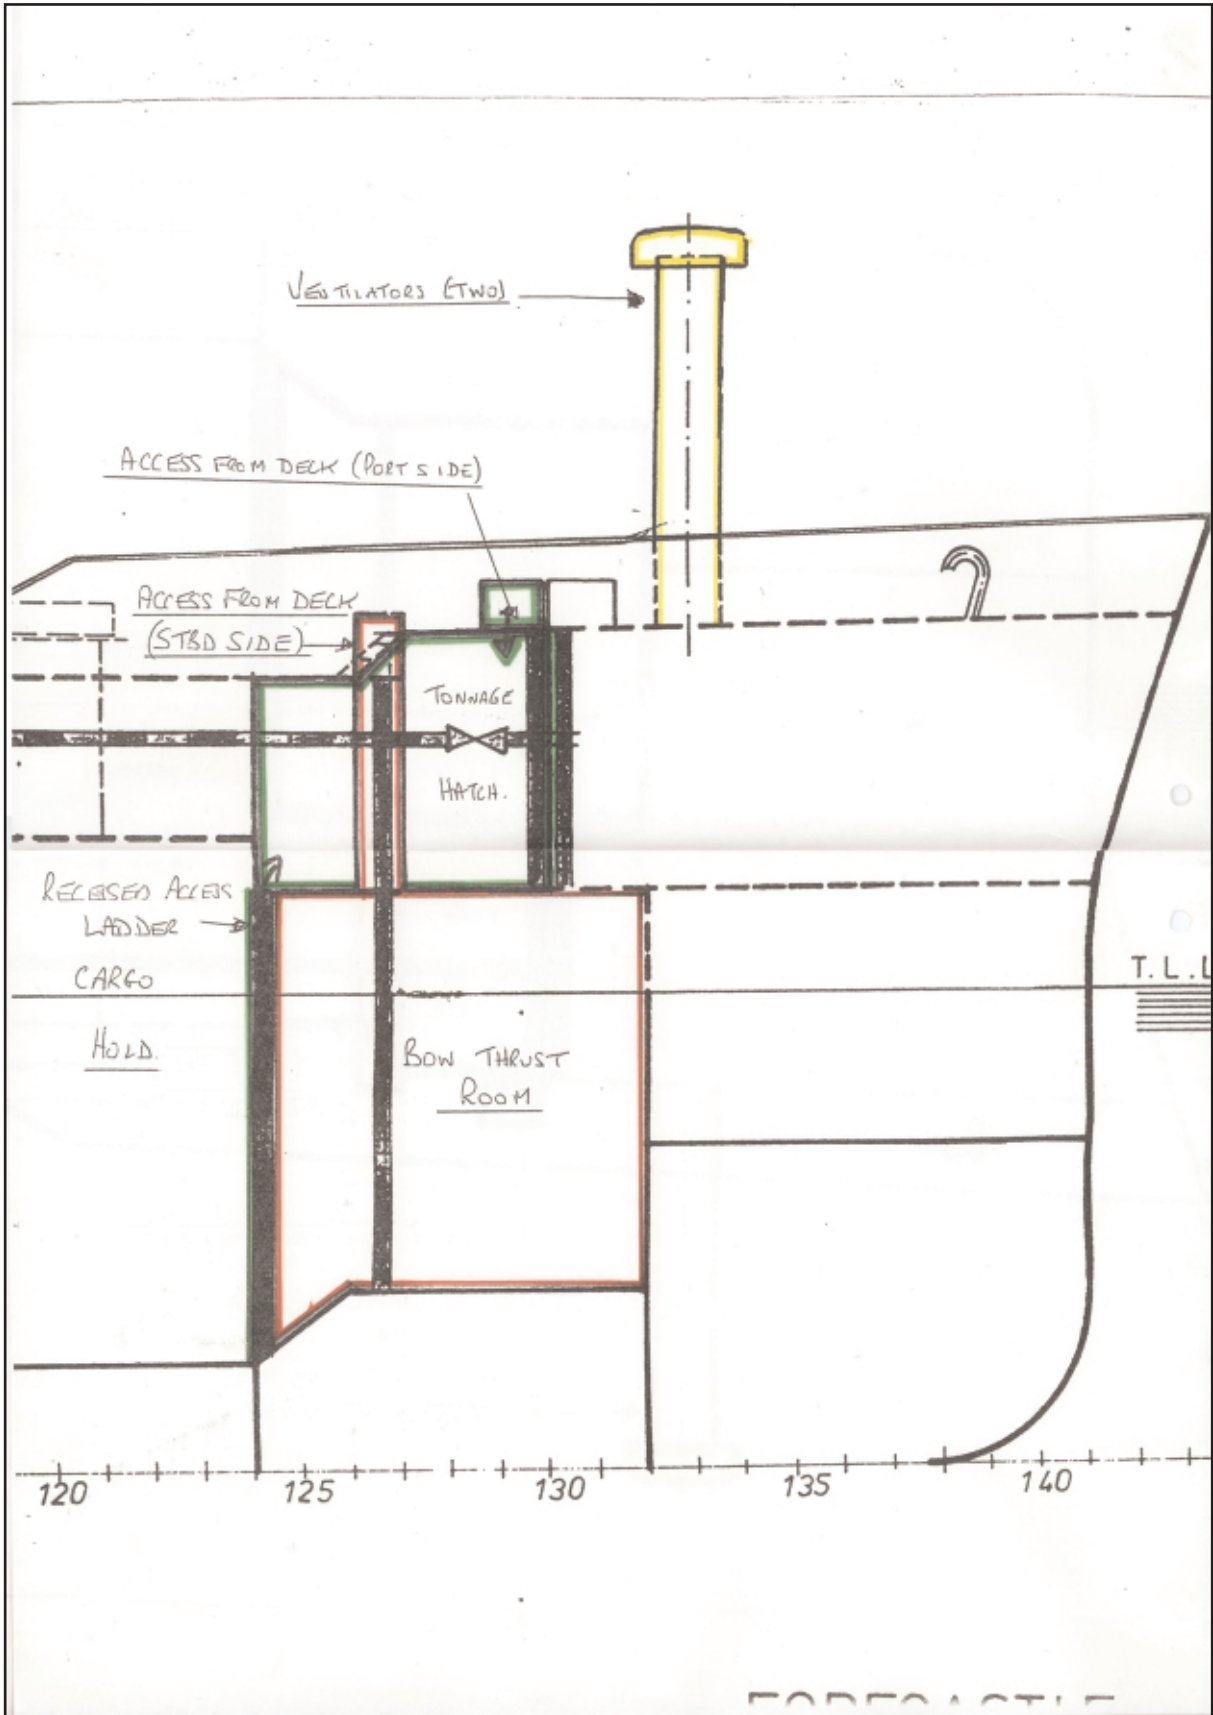 VENTILATORS (TWO)
ACCESS FROM DECK (PORT SIDE)
ACCESS FROM DECK
(STBD SIDE)
TONNAGE
HATCH.
RECESSED ACCESS
LADDER
CARGO
HOLD.
T.L.L
BOW THRUST
ROOM
120 125 130 135 140
FORECASTLE